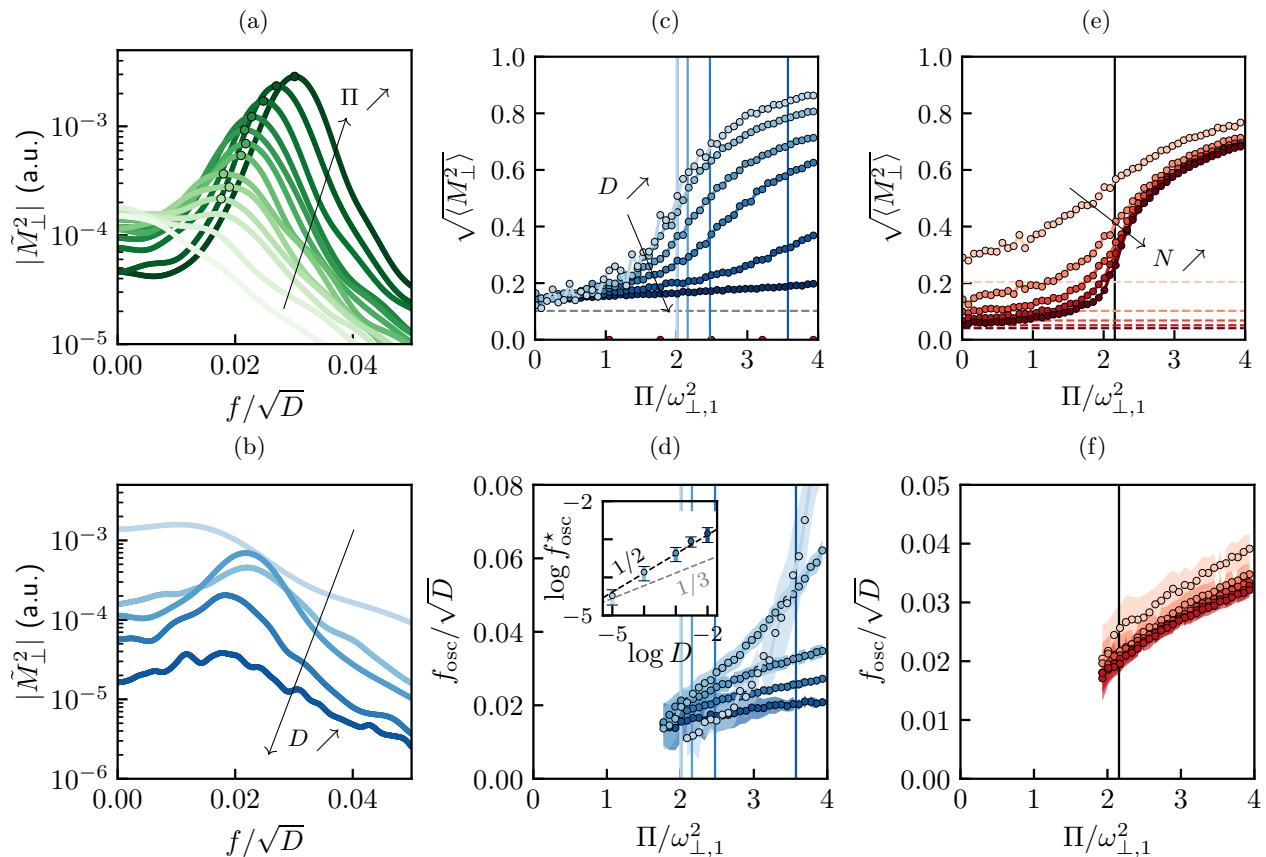 (a)
10⁻³
10⁻⁴
10⁻⁵
|M̃²⊥| (a.u.)
Π ↗
0.00 0.02 0.04
f/√D
(c)
1.0
0.8
0.6
0.4
0.2
0.0
√⟨M²⊥⟩
D ↗
0 1 2 3 4
Π/ω²⊥,1
(e)
1.0
0.8
0.6
0.4
0.2
0.0
√⟨M²⊥⟩
N ↗
0 1 2 3 4
Π/ω²⊥,1
(b)
10⁻³
10⁻⁴
10⁻⁵
10⁻⁶
|M̃²⊥| (a.u.)
D ↗
0.00 0.02 0.04
f/√D
(d)
0.08
0.06
0.04
0.02
0.00
f_osc/√D
−2
−5
log f*_osc
1/2
1/3
−5 −2
log D
0 1 2 3 4
Π/ω²⊥,1
(f)
0.05
0.04
0.03
0.02
0.01
0.00
f_osc/√D
0 1 2 3 4
Π/ω²⊥,1